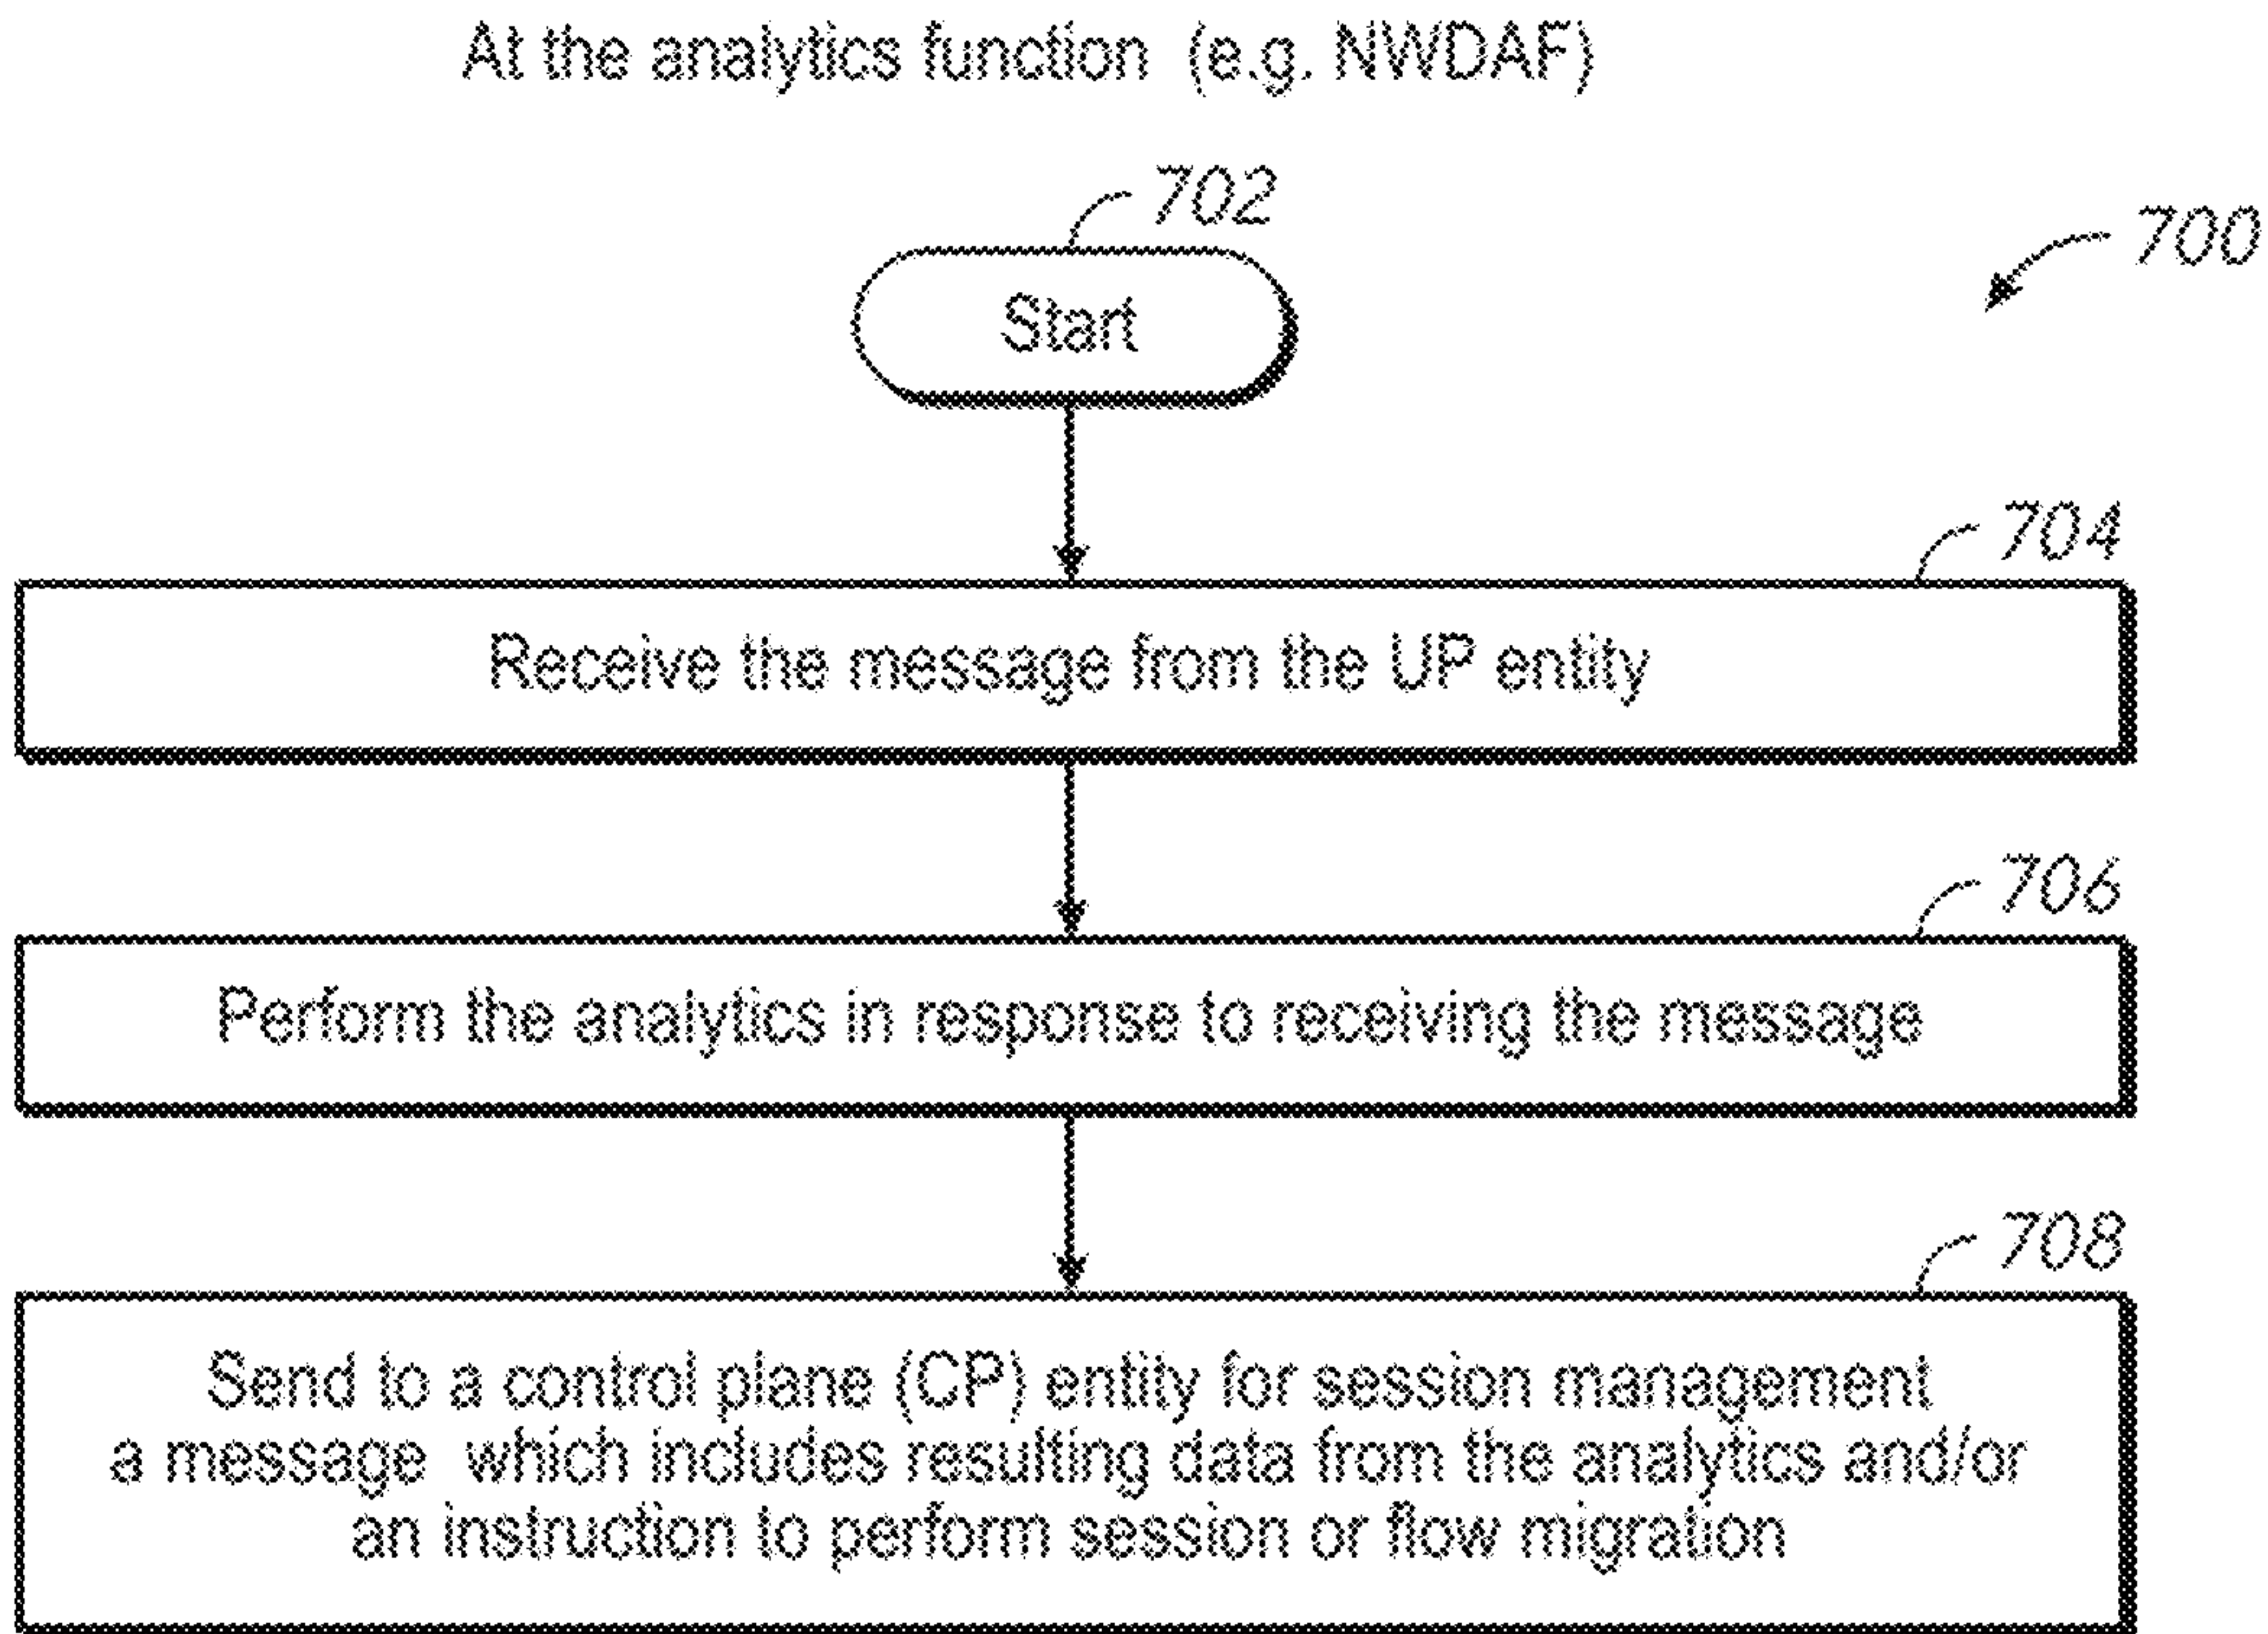 At the analytics function (e.g. NWDAF)
702
700
Start
704
Receive the message from the UP entity
706
Perform the analytics in response to receiving the message
708
Send to a control plane (CP) entity for session management
a message which includes resulting data from the analytics and/or
an instruction to perform session or flow migration